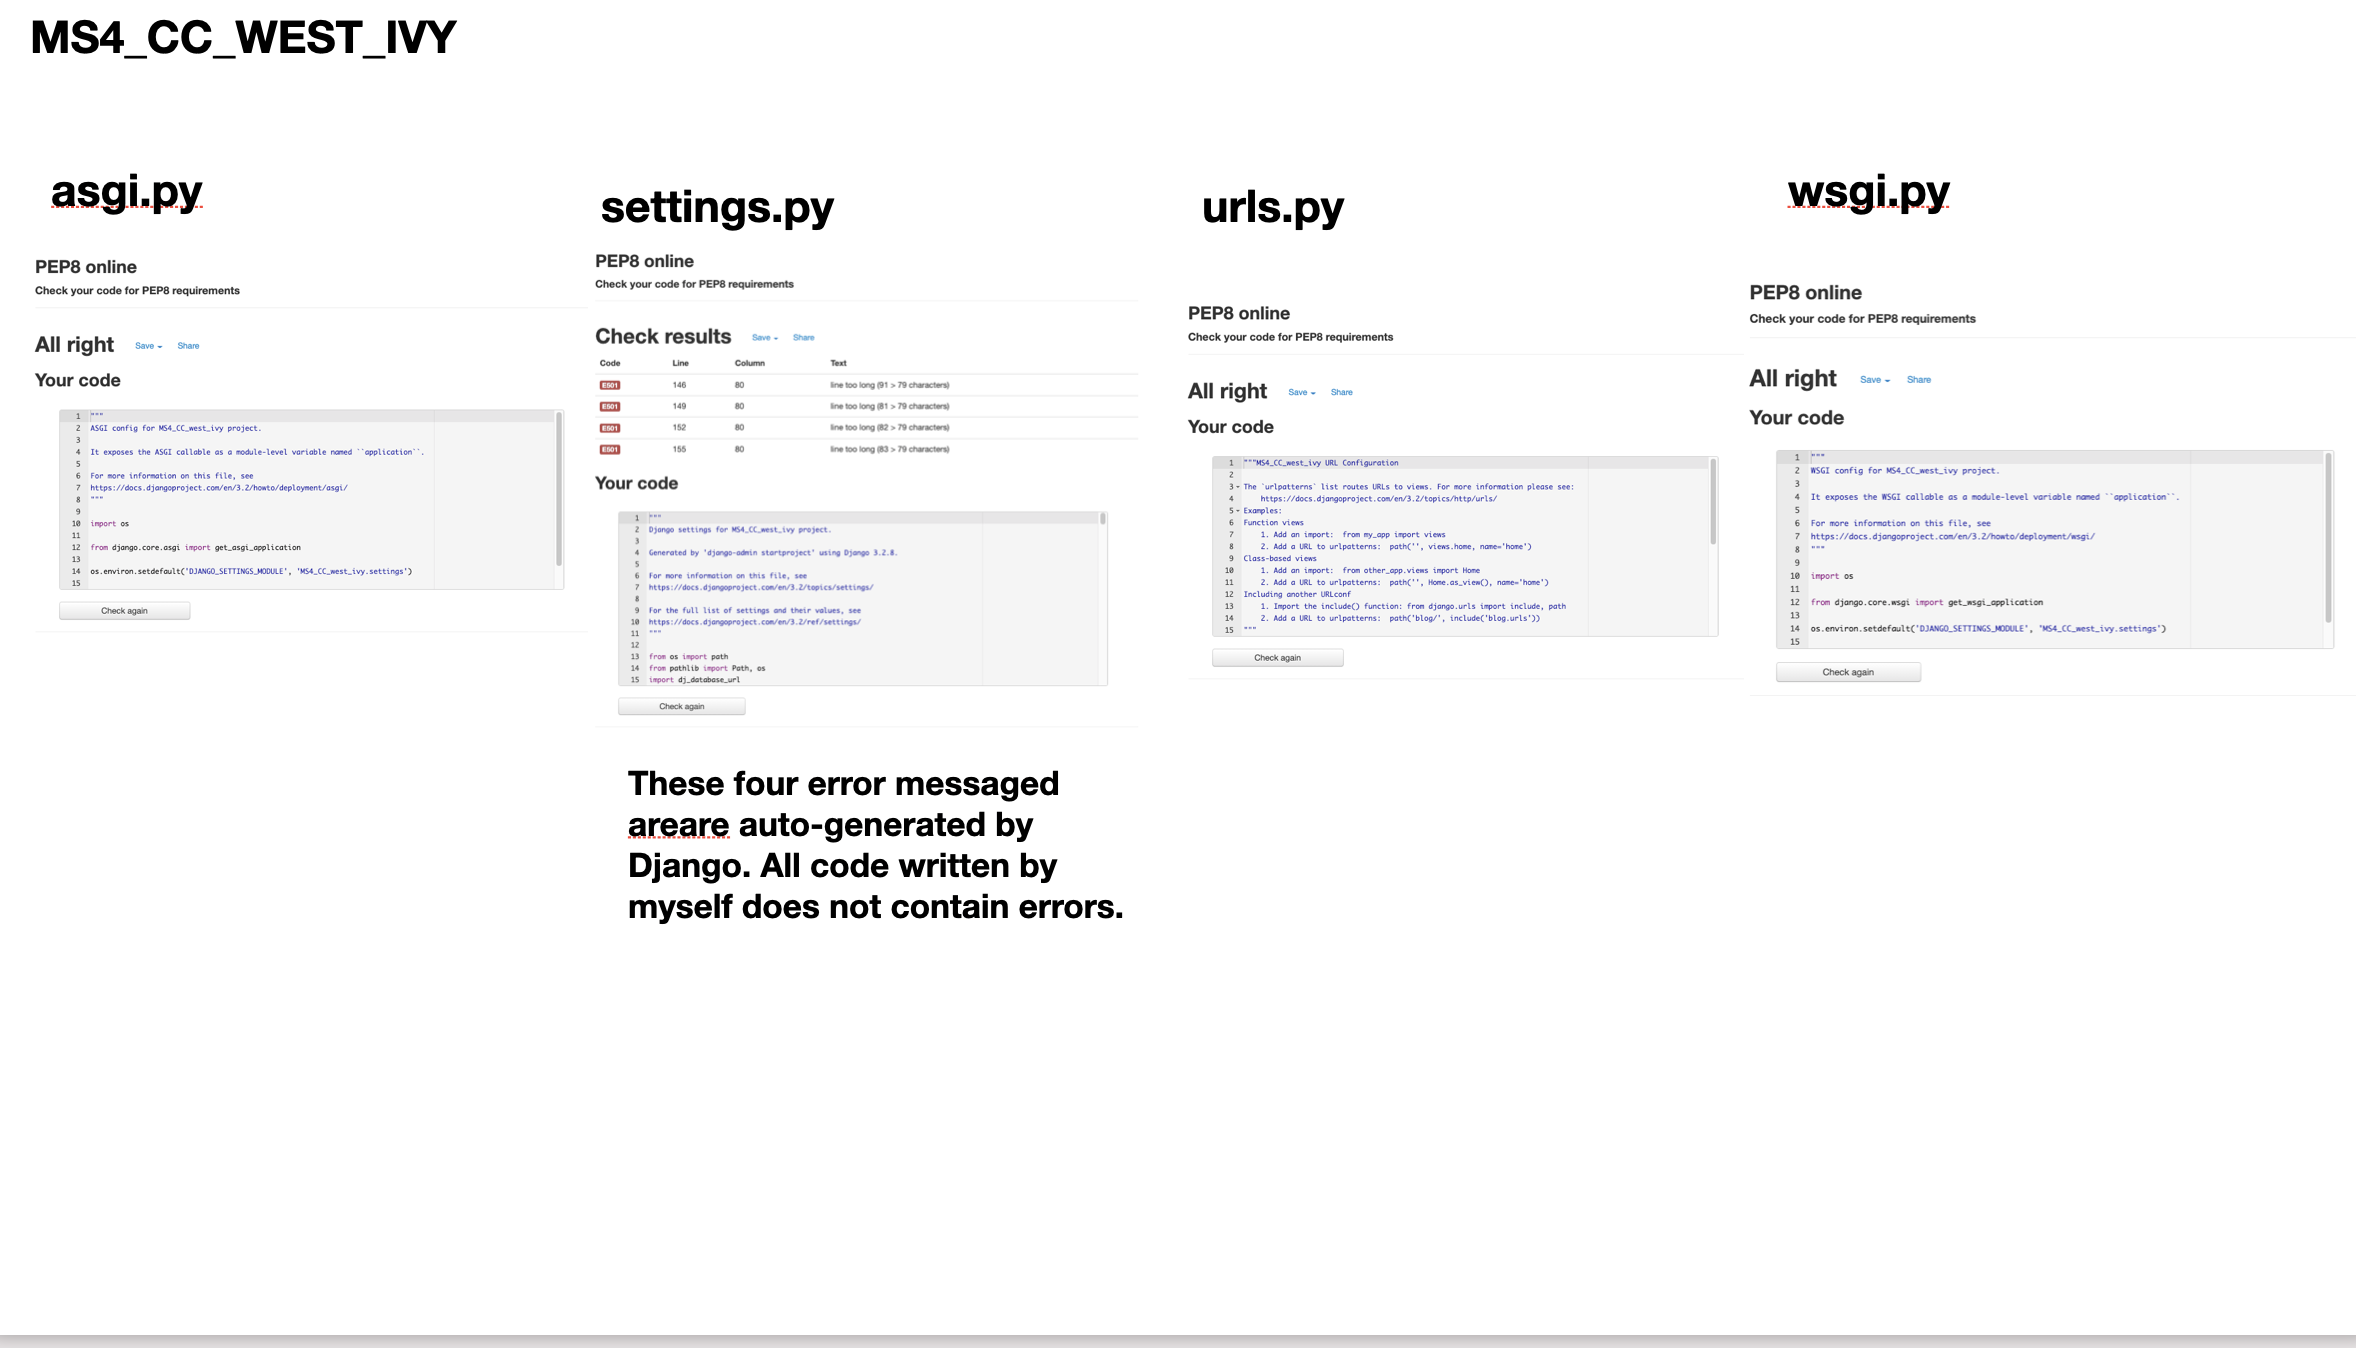 MS4_CC_WEST_IVY
asgi.py
PEP8 online
Check your code for PEP8 requirements
All right Save Share
Your code
1 """
2 ASGI config for MS4_CC_west_ivy project.
3
4 It exposes the ASGI callable as a module-level variable named ``application``.
5
6 For more information on this file, see
7 https://docs.djangoproject.com/en/3.2/howto/deployment/asgi/
8 """
9
10 import os
11
12 from django.core.asgi import get_asgi_application
13
14 os.environ.setdefault('DJANGO_SETTINGS_MODULE', 'MS4_CC_west_ivy.settings')
15
Check again
settings.py
PEP8 online
Check your code for PEP8 requirements
Check results Save Share
Code Line Column Text
E501 146 80 line too long (91 > 79 characters)
E501 149 80 line too long (81 > 79 characters)
E501 152 80 line too long (82 > 79 characters)
E501 155 80 line too long (83 > 79 characters)
Your code
1 """
2 Django settings for MS4_CC_west_ivy project.
3
4 Generated by 'django-admin startproject' using Django 3.2.8.
5
6 For more information on this file, see
7 https://docs.djangoproject.com/en/3.2/topics/settings/
8
9 For the full list of settings and their values, see
10 https://docs.djangoproject.com/en/3.2/ref/settings/
11 """
12
13 from os import path
14 from pathlib import Path, os
15 import dj_database_url
Check again
These four error messaged
areare auto-generated by
Django. All code written by
myself does not contain errors.
urls.py
PEP8 online
Check your code for PEP8 requirements
All right Save Share
Your code
1 """MS4_CC_west_ivy URL Configuration
2
3 The `urlpatterns` list routes URLs to views. For more information please see:
4 https://docs.djangoproject.com/en/3.2/topics/http/urls/
5 Examples:
6 Function views
7 1. Add an import:  from my_app import views
8 2. Add a URL to urlpatterns:  path('', views.home, name='home')
9 Class-based views
10 1. Add an import:  from other_app.views import Home
11 2. Add a URL to urlpatterns:  path('', Home.as_view(), name='home')
12 Including another URLconf
13 1. Import the include() function: from django.urls import include, path
14 2. Add a URL to urlpatterns:  path('blog/', include('blog.urls'))
15 """
Check again
wsgi.py
PEP8 online
Check your code for PEP8 requirements
All right Save Share
Your code
1 """
2 WSGI config for MS4_CC_west_ivy project.
3
4 It exposes the WSGI callable as a module-level variable named ``application``.
5
6 For more information on this file, see
7 https://docs.djangoproject.com/en/3.2/howto/deployment/wsgi/
8 """
9
10 import os
11
12 from django.core.wsgi import get_wsgi_application
13
14 os.environ.setdefault('DJANGO_SETTINGS_MODULE', 'MS4_CC_west_ivy.settings')
15
Check again